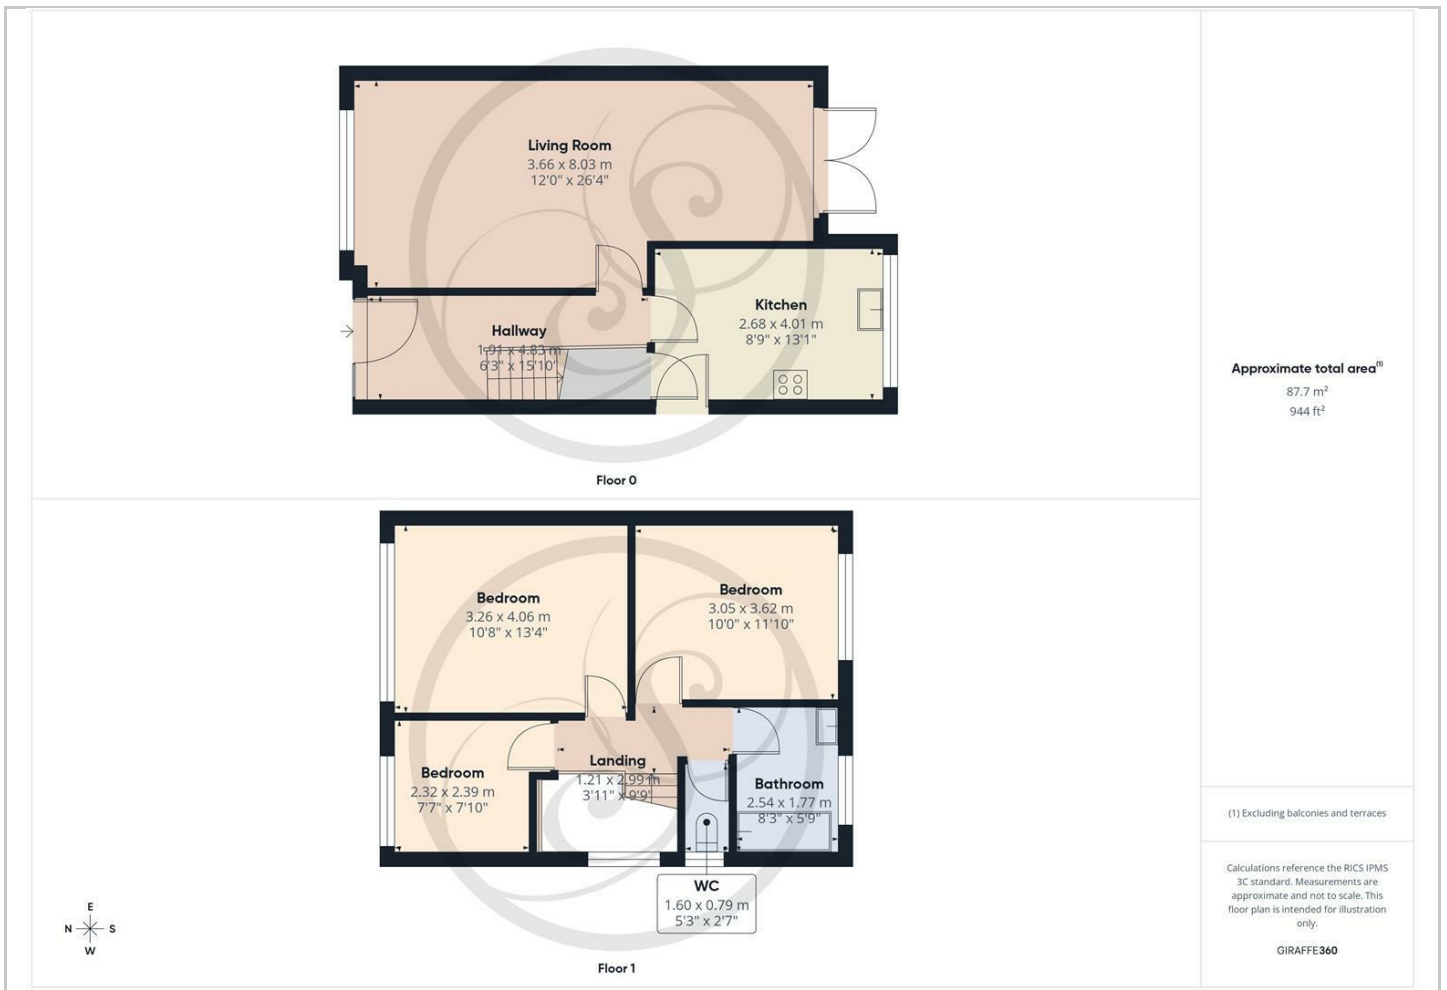 Living Room
3.66 x 8.03 m
12'0" x 26'4"
Kitchen
2.68 x 4.01 m
8'9" x 13'1"
Hallway
1.91 x 4.83 m
6'3" x 15'10"
Floor 0
Bedroom
3.26 x 4.06 m
10'8" x 13'4"
Bedroom
3.05 x 3.62 m
10'0" x 11'10"
Bedroom
2.32 x 2.39 m
7'7" x 7'10"
Landing
1.21 x 2.99 m
3'11" x 9'9"
Bathroom
2.54 x 1.77 m
8'3" x 5'9"
WC
1.60 x 0.79 m
5'3" x 2'7"
Floor 1
E
N S
W
Approximate total area⁽¹⁾
87.7 m²
944 ft²
(1) Excluding balconies and terraces
Calculations reference the RICS IPMS
3C standard. Measurements are
approximate and not to scale. This
floor plan is intended for illustration
only.
GIRAFFE360